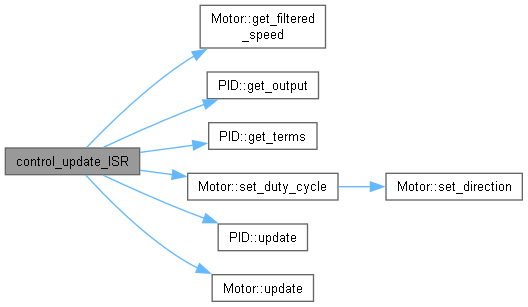 Motor::get_filtered
_speed
PID::get_output
PID::get_terms
control_update_ISR
Motor::set_duty_cycle
Motor::set_direction
PID::update
Motor::update